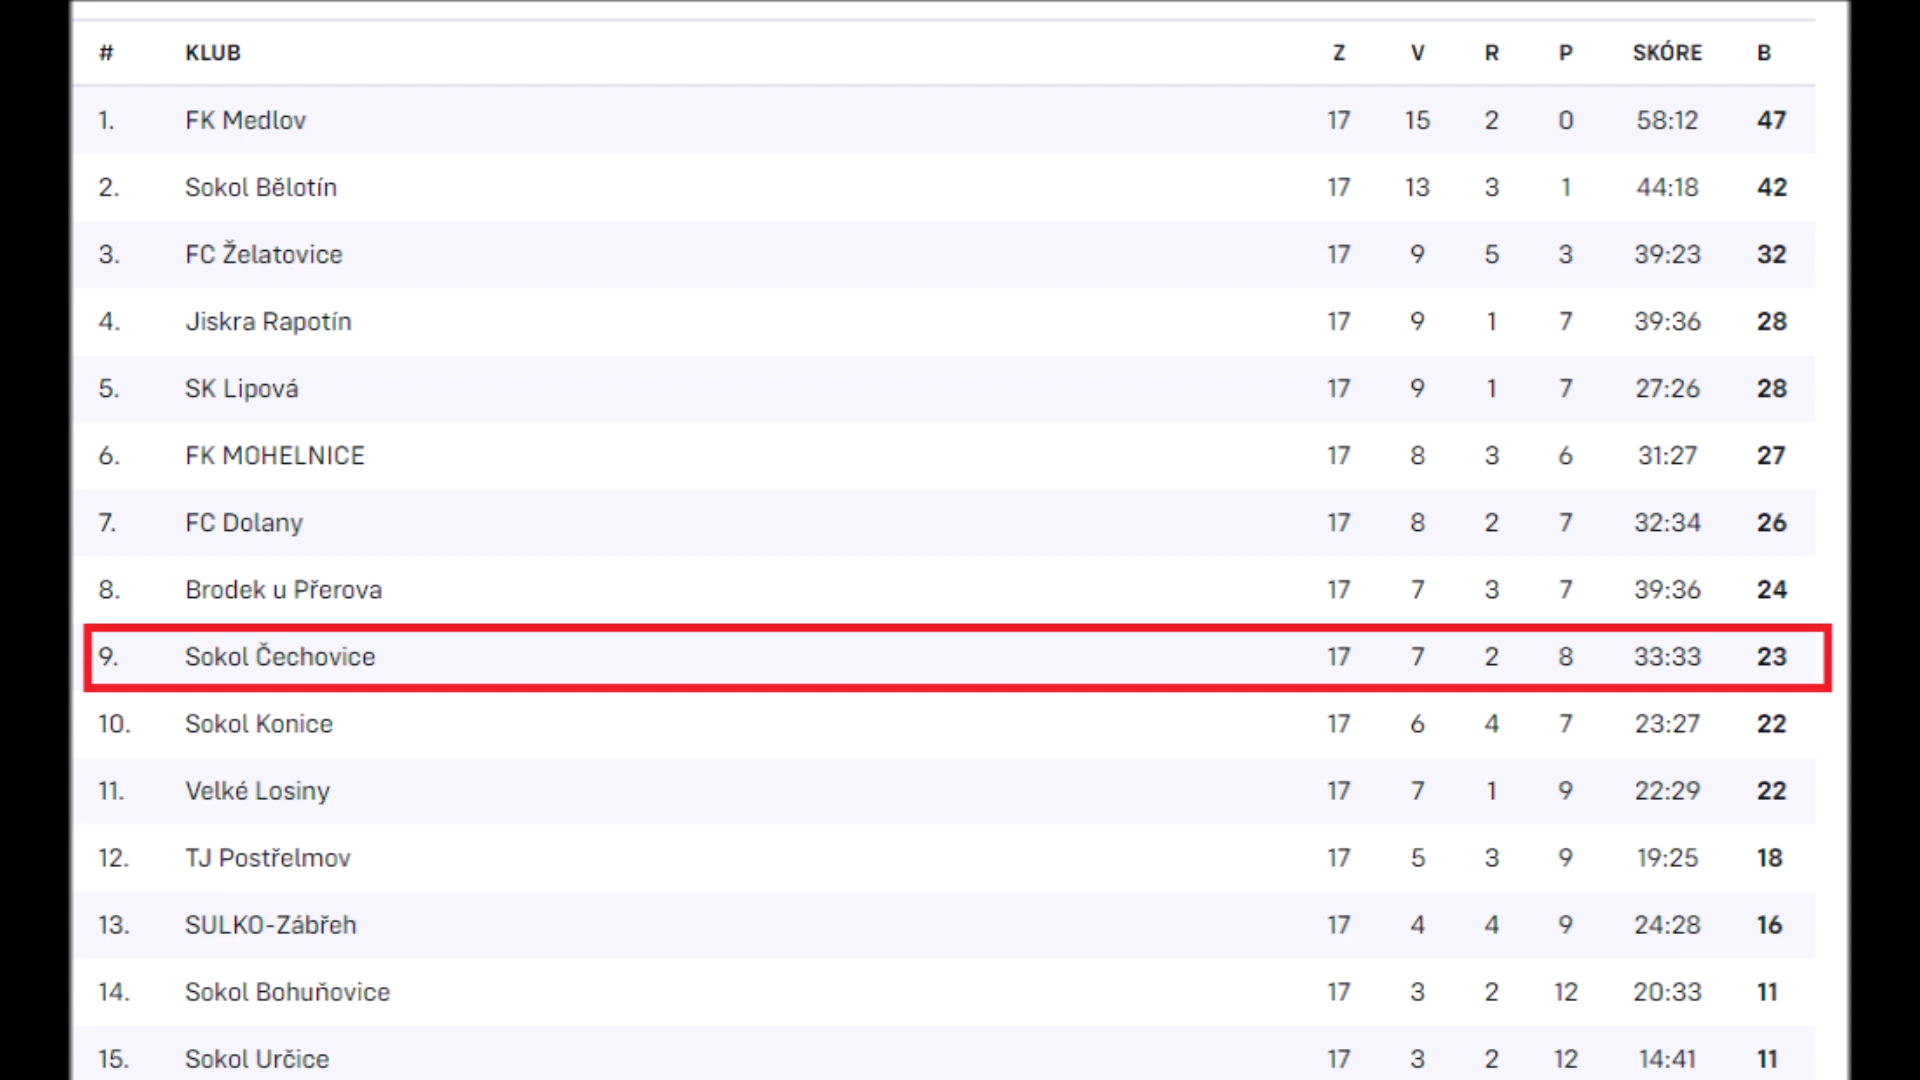 # KLUB Z V R P SKÓRE B
1. FK Medlov 17 15 2 0 58:12 47
2. Sokol Bělotín 17 13 3 1 44:18 42
3. FC Želatovice 17 9 5 3 39:23 32
4. Jiskra Rapotín 17 9 1 7 39:36 28
5. SK Lipová 17 9 1 7 27:26 28
6. FK MOHELNICE 17 8 3 6 31:27 27
7. FC Dolany 17 8 2 7 32:34 26
8. Brodek u Přerova 17 7 3 7 39:36 24
9. Sokol Čechovice 17 7 2 8 33:33 23
10. Sokol Konice 17 6 4 7 23:27 22
11. Velké Losiny 17 7 1 9 22:29 22
12. TJ Postřelmov 17 5 3 9 19:25 18
13. SULKO-Zábřeh 17 4 4 9 24:28 16
14. Sokol Bohuňovice 17 3 2 12 20:33 11
15. Sokol Určice 17 3 2 12 14:41 11